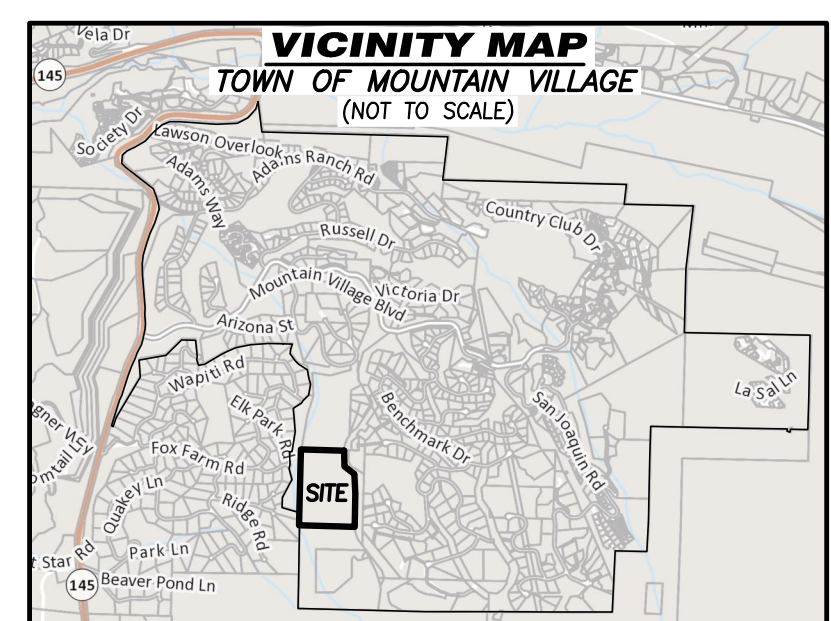 Vela Dr
145
VICINITY MAP
TOWN OF MOUNTAIN VILLAGE
(NOT TO SCALE)
Society Dr
Lawson Overlook
Adams Ranch Rd
Adams Way
Country Club Dr
Russell Dr
Mountain Village Blvd
Victoria Dr
Arizona St
Wapiti Rd
La Sal Ln
Elk Park Rd
Benchmark Dr
San Joaquin Rd
Fox Farm Rd
SITE
Quakey Ln
Ridge Rd
Park Ln
Star Rd
145
Beaver Pond Ln